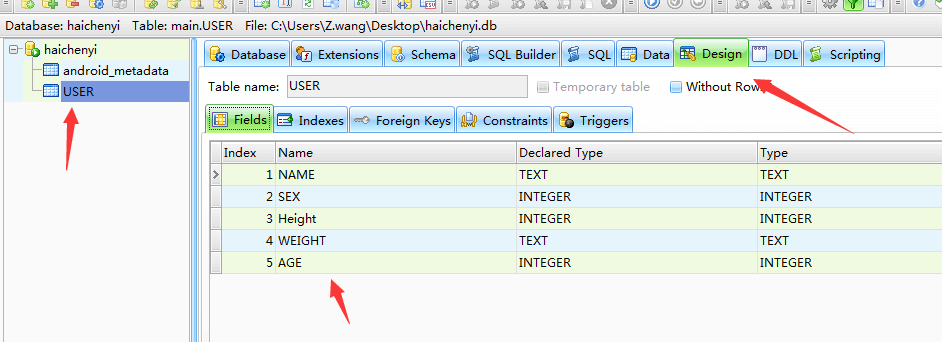 Database: haichenyi Table: main.USER File: C:\Users\Z.wang\Desktop\haichenyi.db
haichenyi
android_metadata
USER
Database Extensions Schema SQL Builder SQL Data Design DDL Scripting
Table name: USER Temporary table Without
Fields Indexes Foreign Keys Constraints Triggers
Index Name Declared Type Type
1 NAME TEXT TEXT
2 SEX INTEGER INTEGER
3 Height INTEGER INTEGER
4 WEIGHT TEXT TEXT
5 AGE INTEGER INTEGER